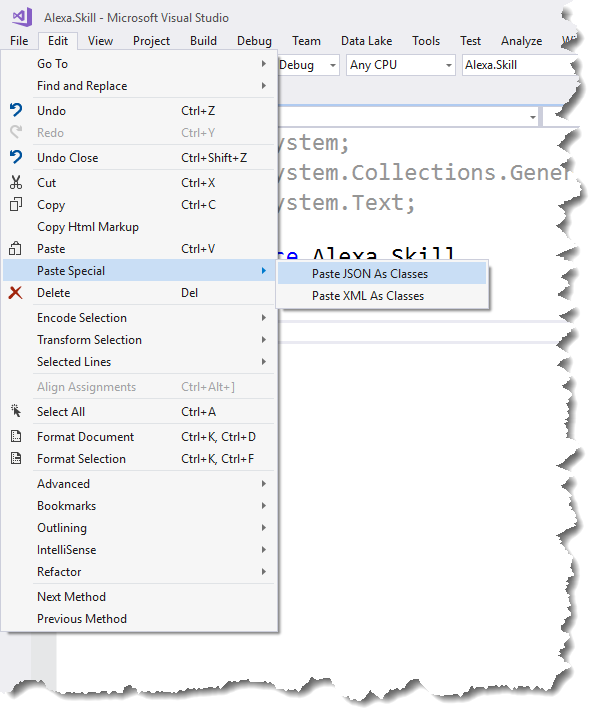 Alexa.Skill - Microsoft Visual Studio
File Edit View Project Build Debug Team Data Lake Tools Test Analyze
Debug Any CPU Alexa.Skill
Go To
Find and Replace
Undo Ctrl+Z
Redo Ctrl+Y
Undo Close Ctrl+Shift+Z
Cut Ctrl+X
Copy Ctrl+C
Copy Html Markup
Paste Ctrl+V
Paste Special
Delete Del
Encode Selection
Transform Selection
Selected Lines
Align Assignments Ctrl+Alt+]
Select All Ctrl+A
Format Document Ctrl+K, Ctrl+D
Format Selection Ctrl+K, Ctrl+F
Advanced
Bookmarks
Outlining
IntelliSense
Refactor
Next Method
Previous Method
Paste JSON As Classes
Paste XML As Classes
ystem;
ystem.Collections.Gener
ystem.Text;
ce Alexa.Skill